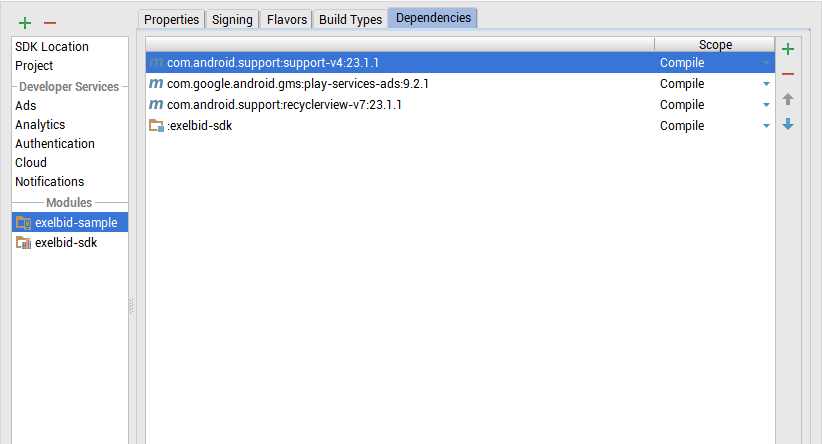 Properties Signing Flavors Build Types Dependencies
SDK Location
Project
Developer Services
Ads
Analytics
Authentication
Cloud
Notifications
Modules
exelbid-sample
exelbid-sdk
Scope
m com.android.support:support-v4:23.1.1 Compile
m com.google.android.gms:play-services-ads:9.2.1 Compile
m com.android.support:recyclerview-v7:23.1.1 Compile
:exelbid-sdk Compile